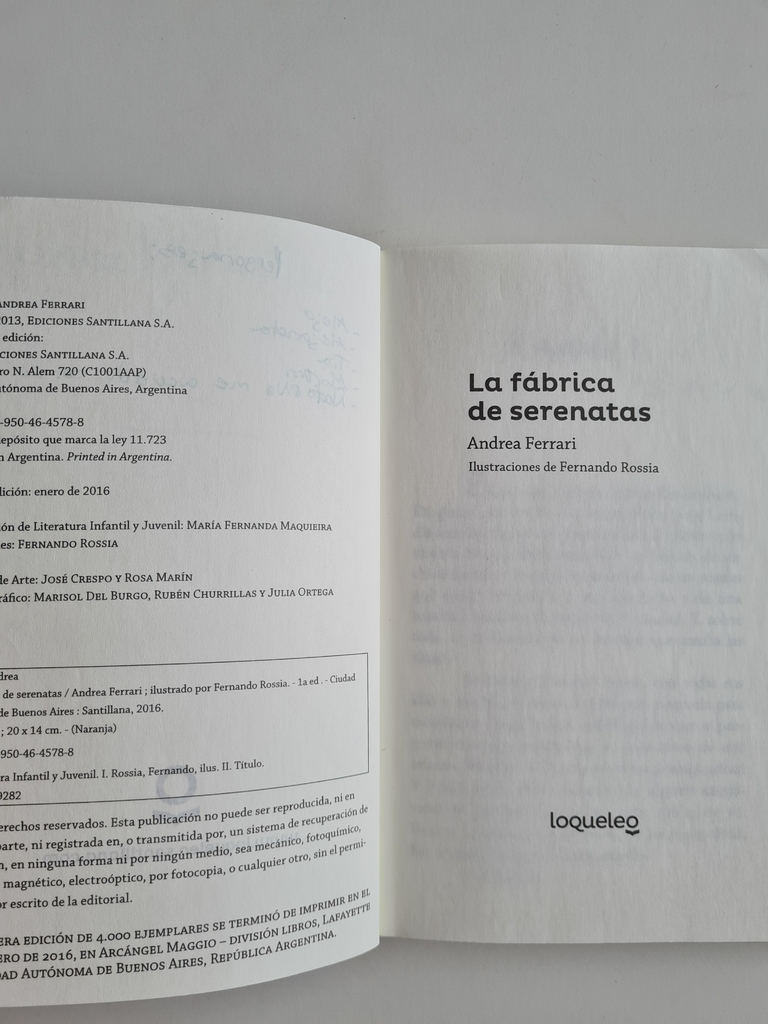 ANDREA FERRARI
013, EDICIONES SANTILLANA S.A.
edición:
CIONES SANTILLANA S.A.
ro N. Alem 720 (C1001AAP)
utónoma de Buenos Aires, Argentina
-950-46-4578-8
epósito que marca la ley 11.723
n Argentina. Printed in Argentina.
dición: enero de 2016
ón de Literatura Infantil y Juvenil: MARÍA FERNANDA MAQUIEIRA
es: FERNANDO ROSSIA
de Arte: JOSÉ CRESPO Y ROSA MARÍN
ráfico: MARISOL DEL BURGO, RUBÉN CHURRILLAS Y JULIA ORTEGA
drea
de serenatas / Andrea Ferrari ; ilustrado por Fernando Rossia. - 1a ed . - Ciudad
de Buenos Aires : Santillana, 2016.
; 20 x 14 cm. - (Naranja)
950-46-4578-8
ra Infantil y Juvenil. I. Rossia, Fernando, ilus. II. Título.
9282
erechos reservados. Esta publicación no puede ser reproducida, ni en
parte, ni registrada en, o transmitida por, un sistema de recuperación de
n, en ninguna forma ni por ningún medio, sea mecánico, fotoquímico,
magnético, electroóptico, por fotocopia, o cualquier otro, sin el permi-
or escrito de la editorial.
ERA EDICIÓN DE 4.000 EJEMPLARES SE TERMINÓ DE IMPRIMIR EN EL
ERO DE 2016, EN ARCÁNGEL MAGGIO – DIVISIÓN LIBROS, LAFAYETTE
DAD AUTÓNOMA DE BUENOS AIRES, REPÚBLICA ARGENTINA.
La fábrica
de serenatas
Andrea Ferrari
Ilustraciones de Fernando Rossia
loqueleo